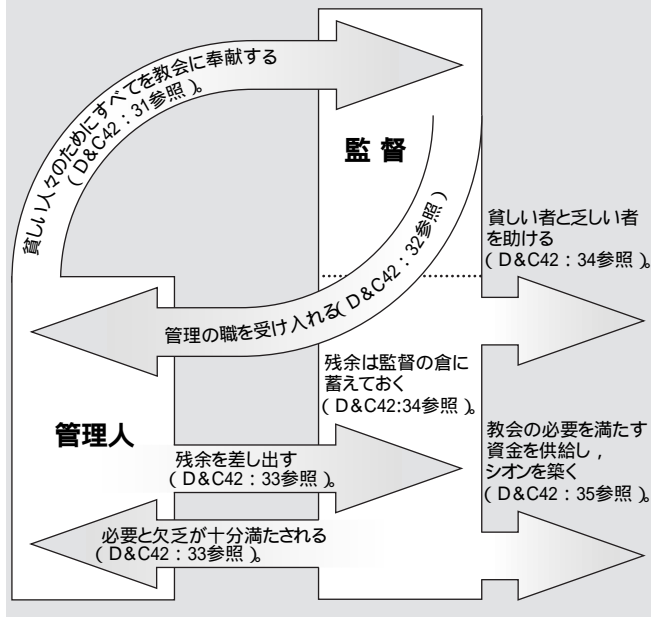 貧しい人々のためにすべてを教会に奉献する
(D&C42：31参照)。
監 督
管理の職を受け入れる(D&C42：32参照)。
貧しい者と乏しい者
を助ける
(D&C42：34参照)。
残余は監督の倉に
蓄えておく
(D&C42:34参照)。
管理人
残余を差し出す
(D&C42：33参照)。
教会の必要を満たす
資金を供給し，
シオンを築く
(D&C42：35参照)。
必要と欠乏が十分満たされる
(D&C42：33参照)。